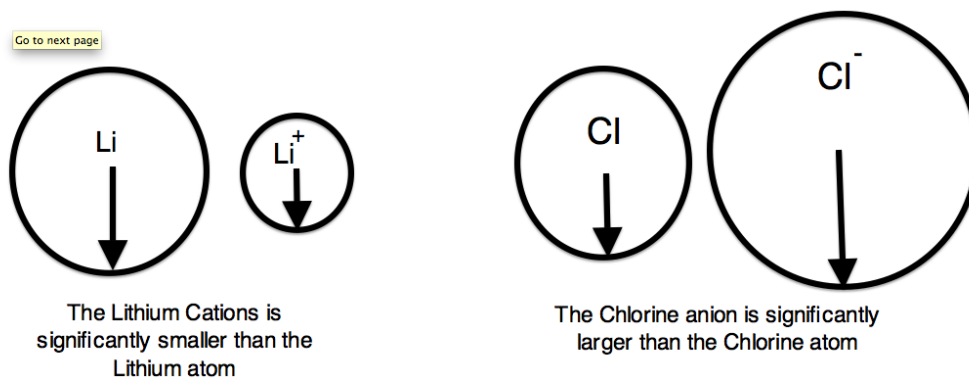 Go to next page
Li
Li+
Cl
Cl-
The Lithium Cations is
significantly smaller than the
Lithium atom
The Chlorine anion is significantly
larger than the Chlorine atom